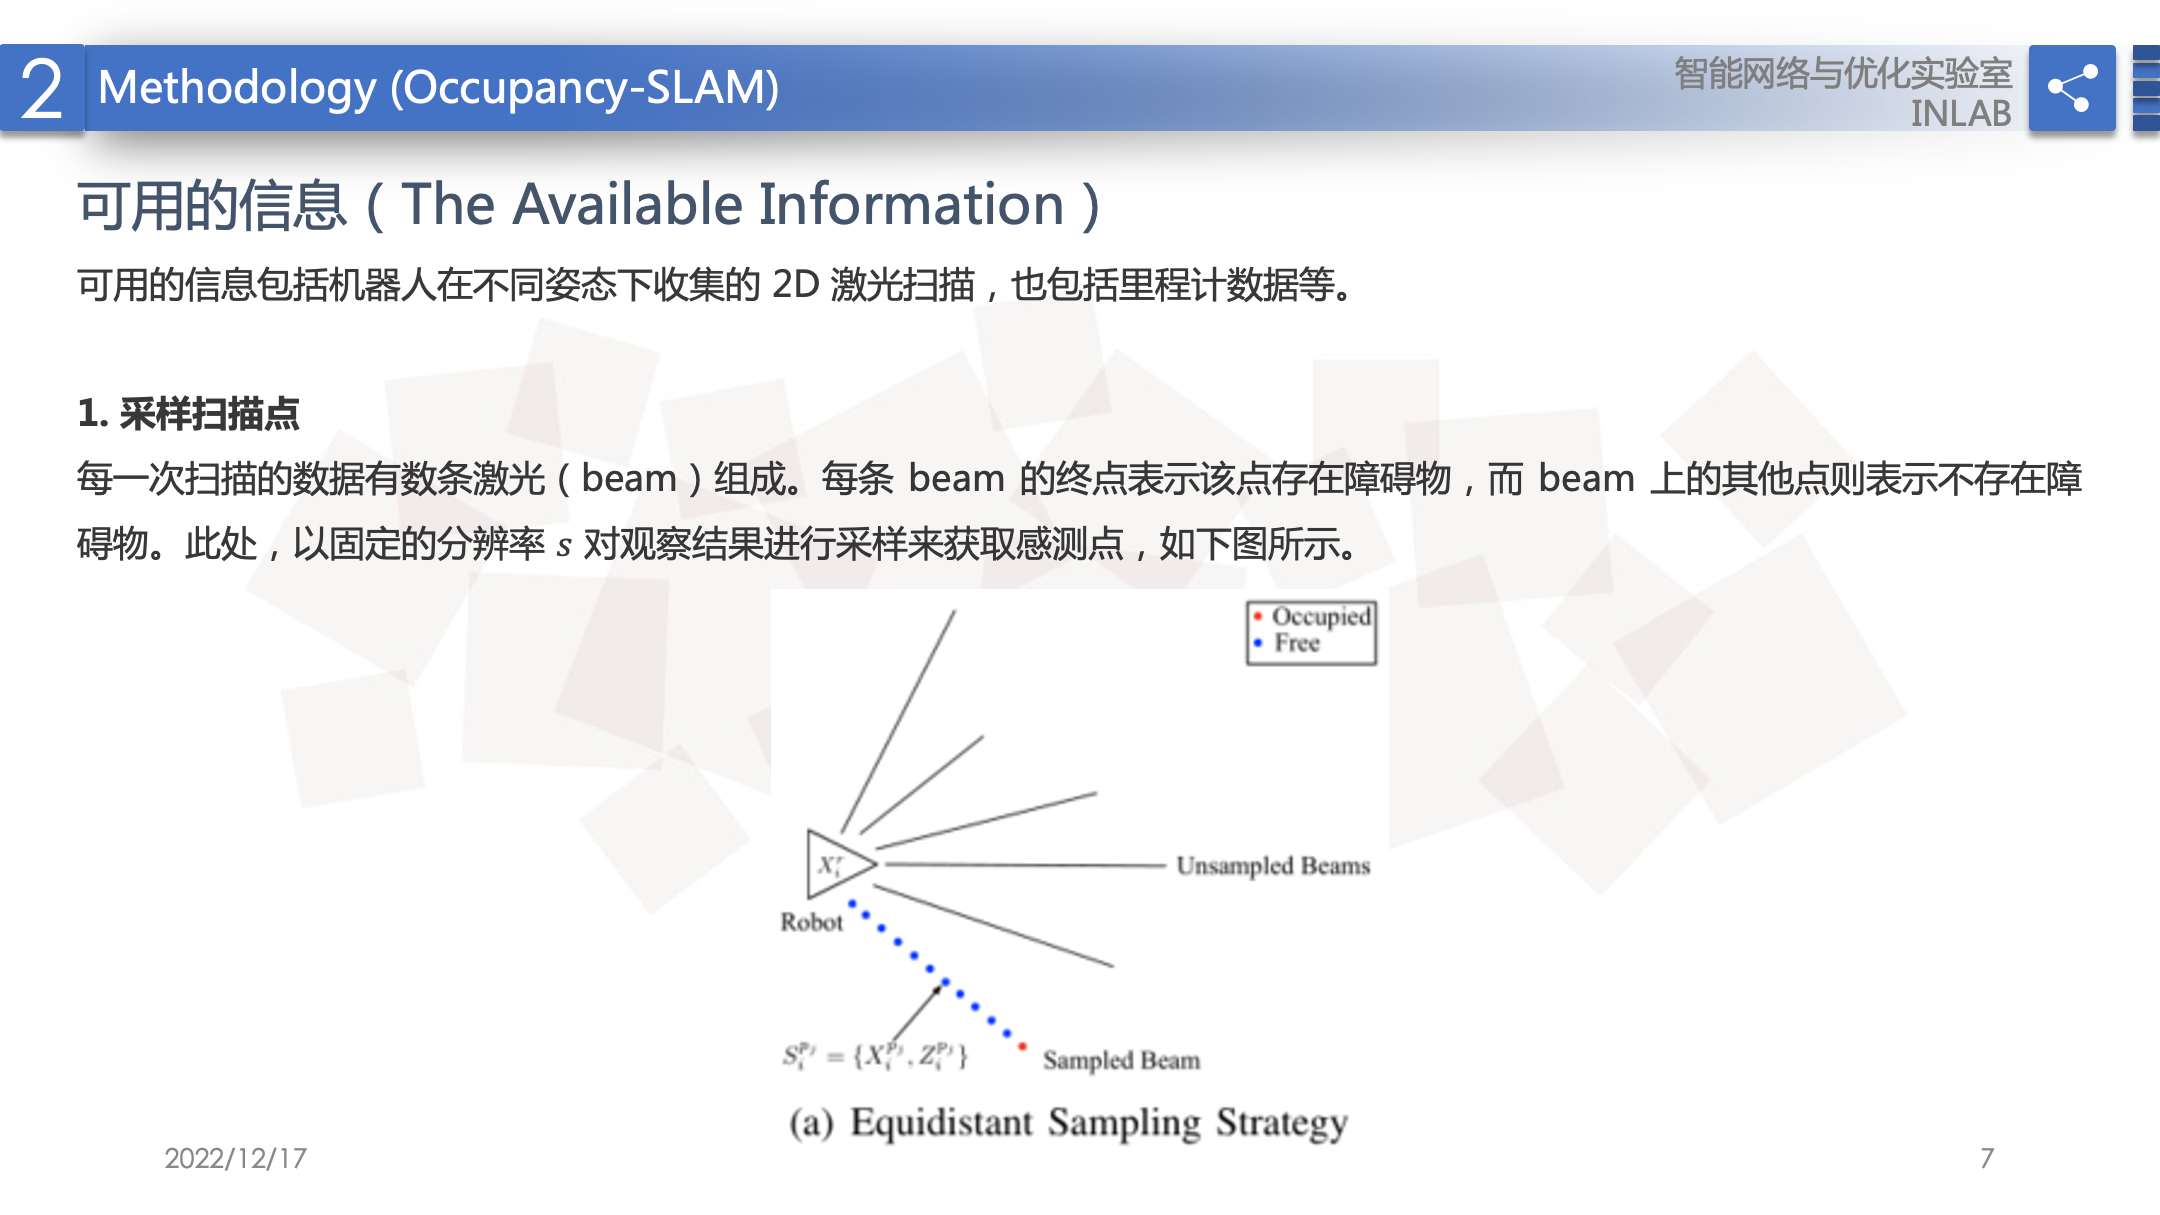 2 Methodology (Occupancy-SLAM)
智能网络与优化实验室
INLAB
可用的信息（The Available Information）
可用的信息包括机器人在不同姿态下收集的 2D 激光扫描，也包括里程计数据等。
1. 采样扫描点
每一次扫描的数据有数条激光（beam）组成。每条 beam 的终点表示该点存在障碍物，而 beam 上的其他点则表示不存在障
碍物。此处，以固定的分辨率 s 对观察结果进行采样来获取感测点，如下图所示。
Occupied
Free
X_i^r
Unsampled Beams
Robot
S_i^{p_j} = {X_i^{p_j}, Z_i^{p_j}}
Sampled Beam
(a) Equidistant Sampling Strategy
2022/12/17
7